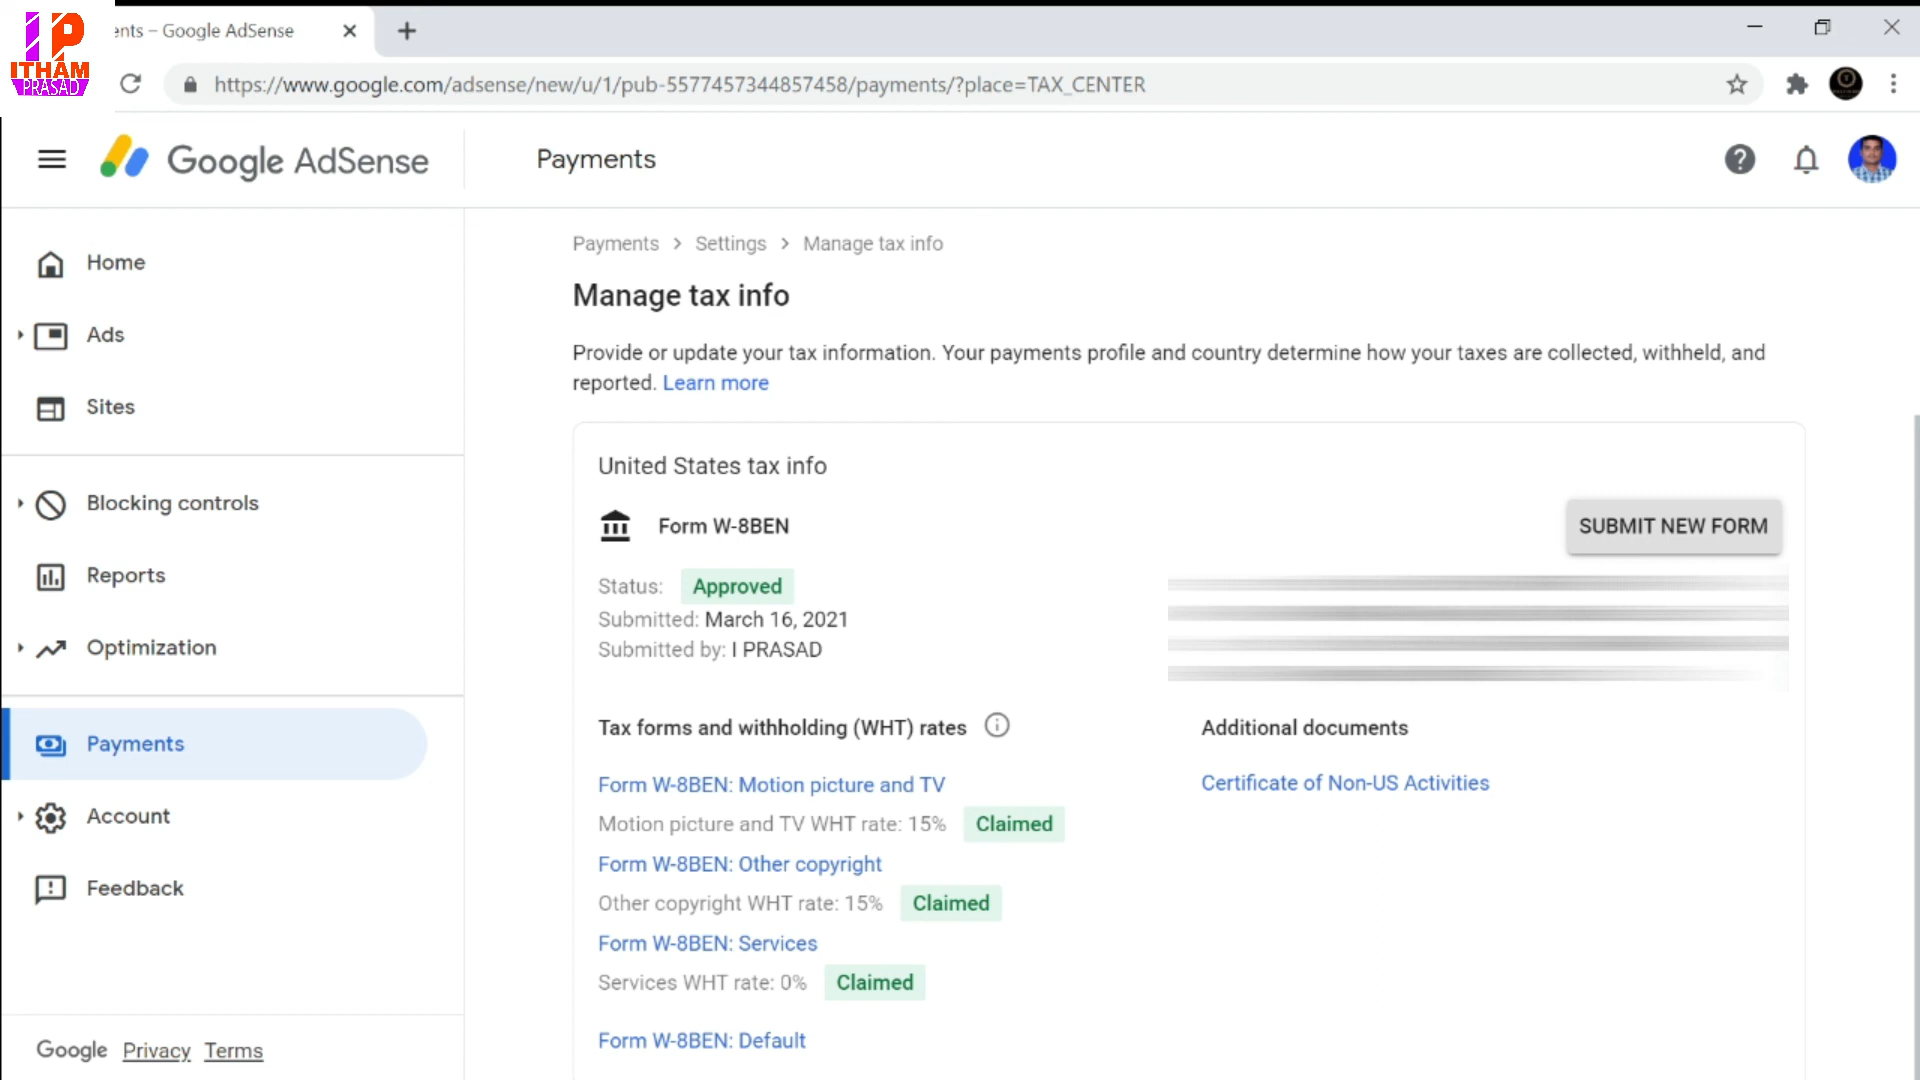 IP
ITHAM
PRASAD
ents – Google AdSense
https://www.google.com/adsense/new/u/1/pub-5577457344857458/payments/?place=TAX_CENTER
Google AdSense
Payments
Home
Ads
Sites
Blocking controls
Reports
Optimization
Payments
Account
Feedback
Google Privacy Terms
Payments > Settings > Manage tax info
Manage tax info
Provide or update your tax information. Your payments profile and country determine how your taxes are collected, withheld, and
reported. Learn more
United States tax info
Form W-8BEN
SUBMIT NEW FORM
Status: Approved
Submitted: March 16, 2021
Submitted by: I PRASAD
Tax forms and withholding (WHT) rates
Form W-8BEN: Motion picture and TV
Motion picture and TV WHT rate: 15% Claimed
Form W-8BEN: Other copyright
Other copyright WHT rate: 15% Claimed
Form W-8BEN: Services
Services WHT rate: 0% Claimed
Form W-8BEN: Default
Additional documents
Certificate of Non-US Activities